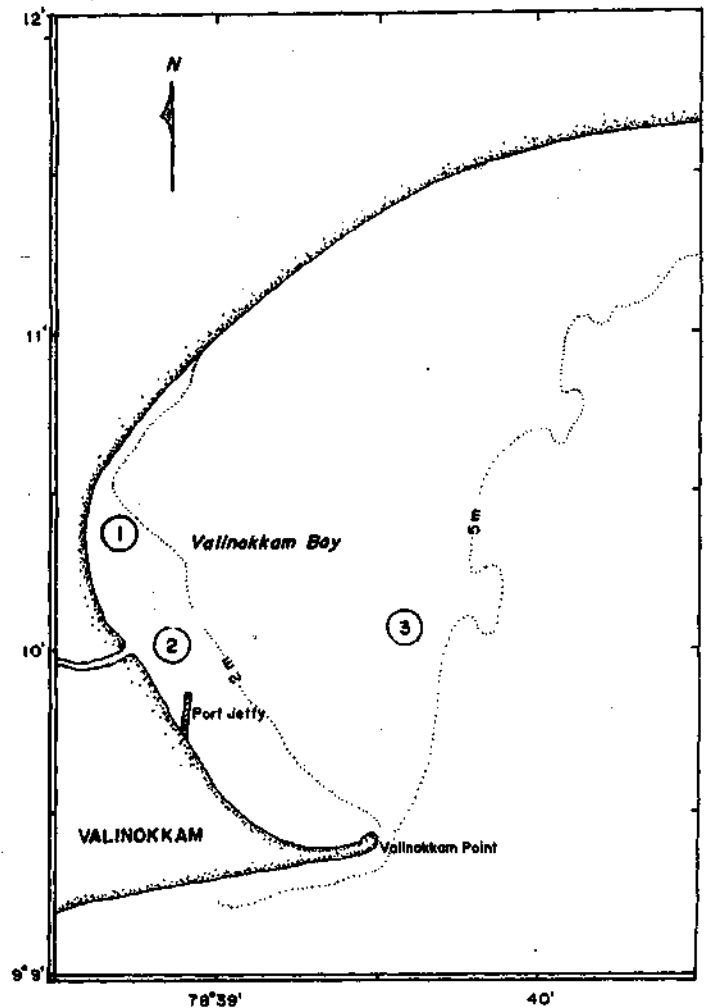 12'
N
11'
5 m
1
Valinokkam Bay
3
2
10'
2 m
Port Jetty
VALINOKKAM
Valinokkam Point
9°9'
78°39'
40'